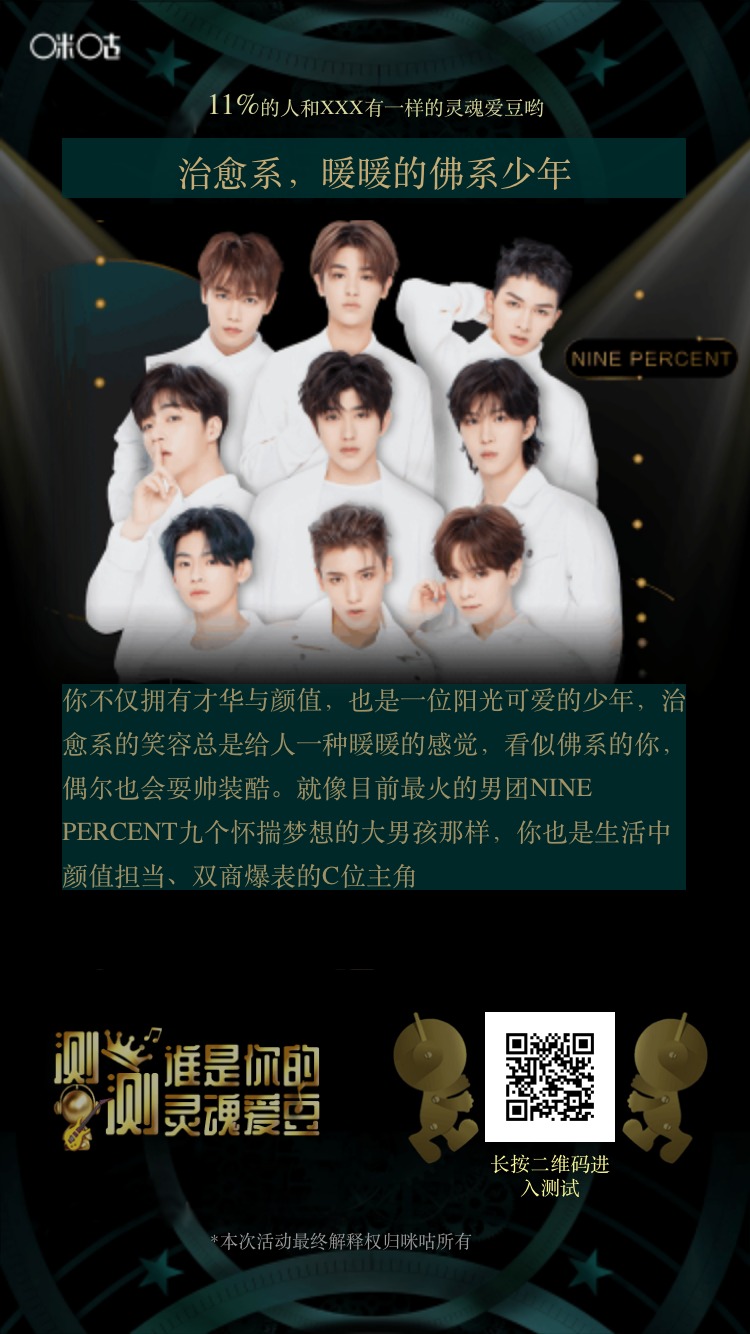 咪咕
11%的人和XXX有一样的灵魂爱豆哟
治愈系，暖暖的佛系少年
NINE PERCENT
你不仅拥有才华与颜值，也是一位阳光可爱的少年，治
愈系的笑容总是给人一种暖暖的感觉，看似佛系的你，
偶尔也会耍帅装酷。就像目前最火的男团NINE
PERCENT九个怀揣梦想的大男孩那样，你也是生活中
颜值担当、双商爆表的C位主角
测测谁是你的
灵魂爱豆
长按二维码进
入测试
*本次活动最终解释权归咪咕所有